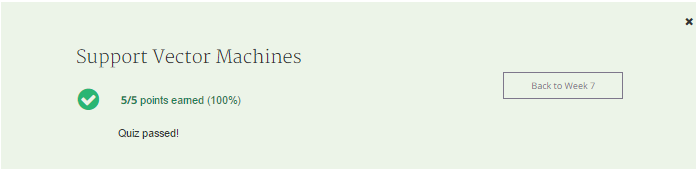 Support Vector Machines
5/5 points earned (100%)
Back to Week 7
Quiz passed!